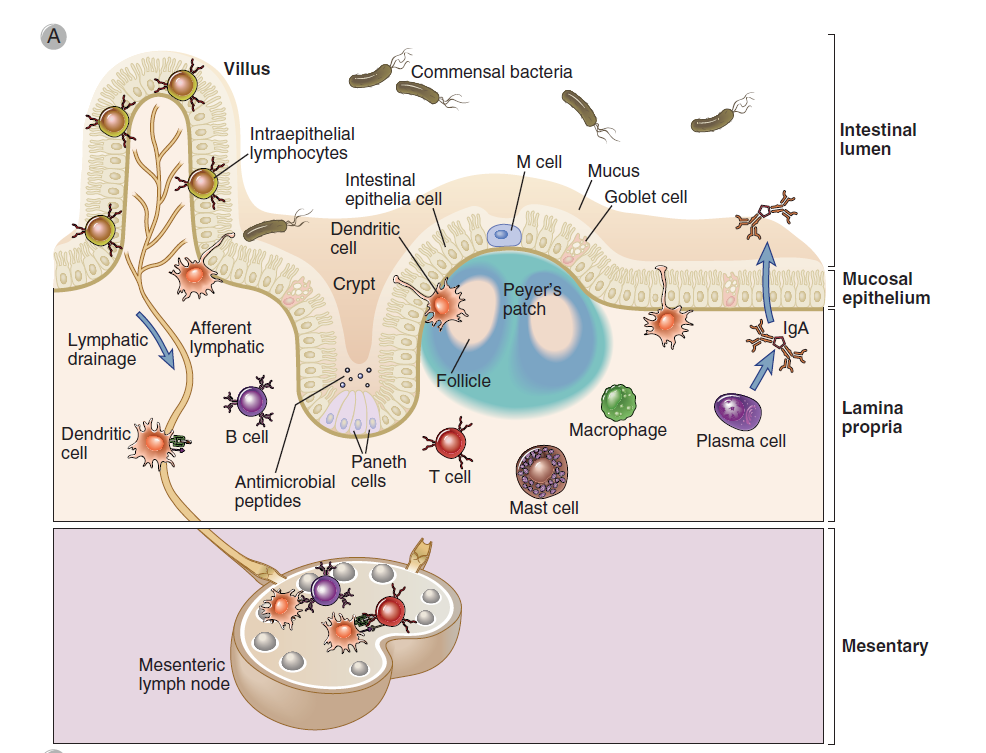 A
Villus
Commensal bacteria
Intraepithelial
lymphocytes
M cell
Mucus
Intestinal
epithelia cell
Goblet cell
Dendritic
cell
Crypt
Peyer's
patch
Intestinal
lumen
Mucosal
epithelium
Lymphatic
drainage
Afferent
lymphatic
IgA
Follicle
Dendritic
cell
B cell
Macrophage
Plasma cell
Lamina
propria
Antimicrobial
peptides
Paneth
cells
T cell
Mast cell
Mesenteric
lymph node
Mesentary